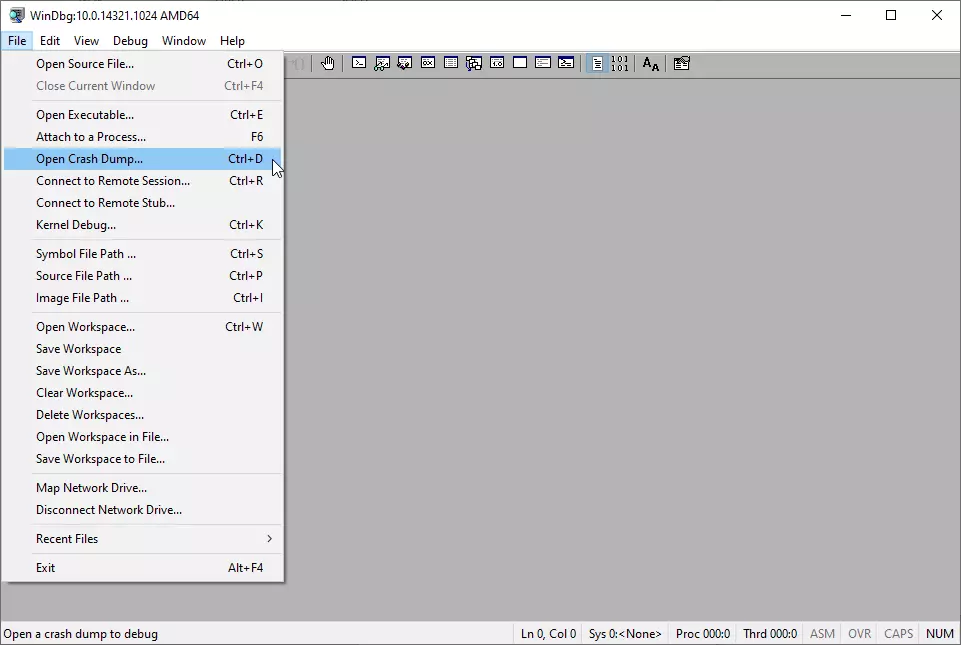 WinDbg:10.0.14321.1024 AMD64
File Edit View Debug Window Help
Open Source File... Ctrl+O
Close Current Window Ctrl+F4
Open Executable... Ctrl+E
Attach to a Process... F6
Open Crash Dump... Ctrl+D
Connect to Remote Session... Ctrl+R
Connect to Remote Stub...
Kernel Debug... Ctrl+K
Symbol File Path ... Ctrl+S
Source File Path ... Ctrl+P
Image File Path ... Ctrl+I
Open Workspace... Ctrl+W
Save Workspace
Save Workspace As...
Clear Workspace...
Delete Workspaces...
Open Workspace in File...
Save Workspace to File...
Map Network Drive...
Disconnect Network Drive...
Recent Files
Exit Alt+F4
Open a crash dump to debug Ln 0, Col 0 Sys 0:<None> Proc 000:0 Thrd 000:0 ASM OVR CAPS NUM